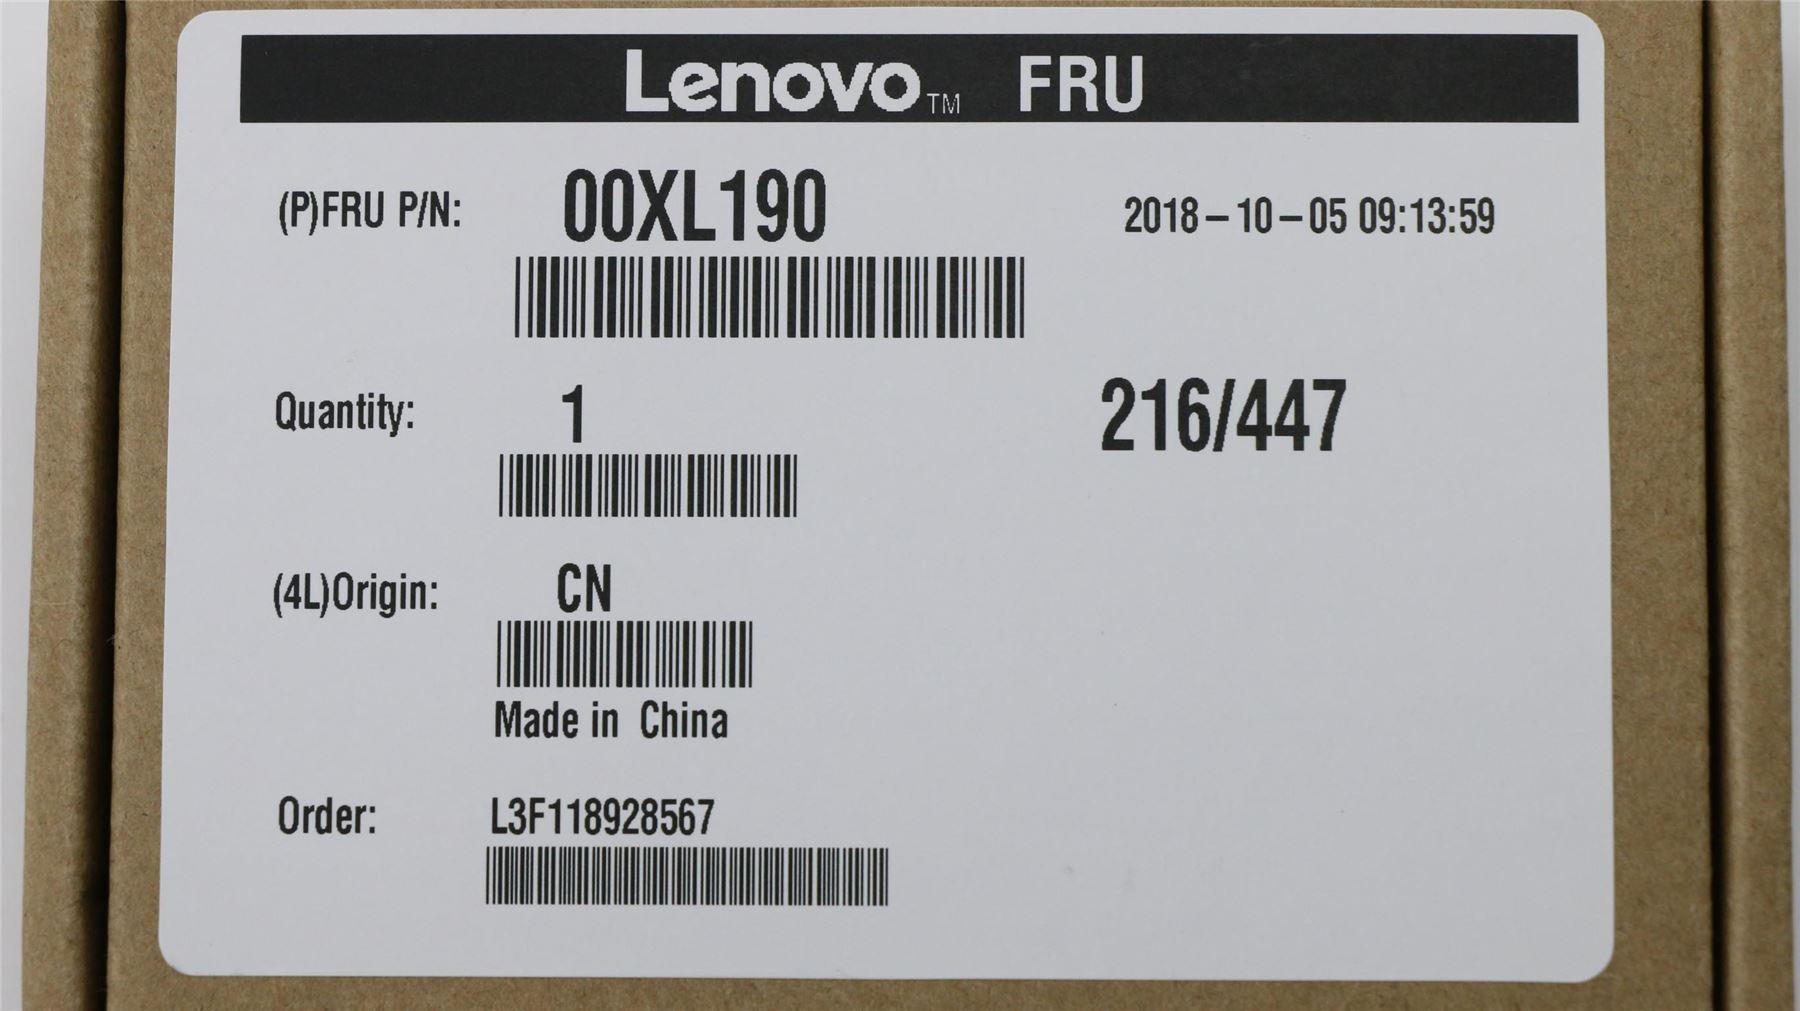 Lenovo™ FRU
(P)FRU P/N: 00XL190 2018-10-05 09:13:59
Quantity: 1 216/447
(4L)Origin: CN
Made in China
Order: L3F118928567